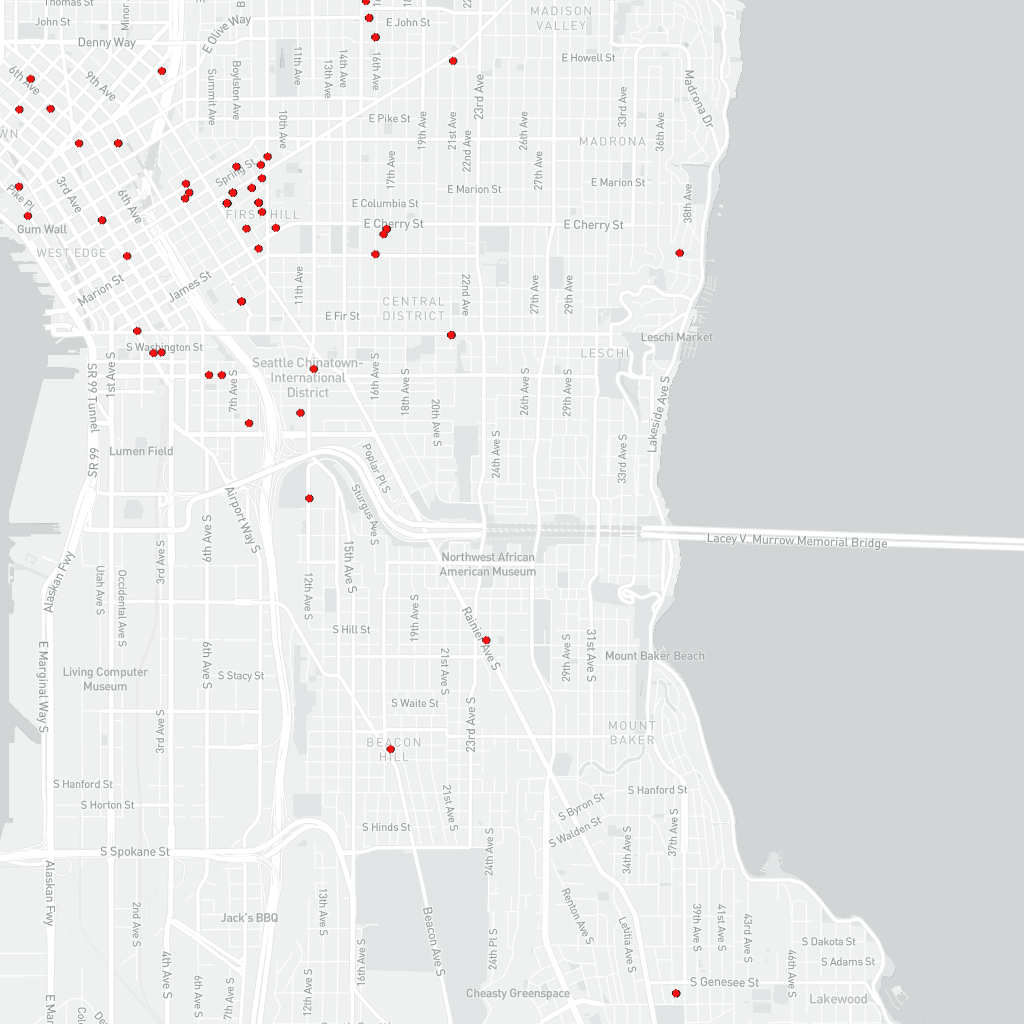 Thomas St
John St
Minor
E Olive Way
Denny Way
E John St
MADISON
VALLEY
E Howell St
6th Ave
9th Ave
Summit Ave
Boylston Ave
11th Ave
13th Ave
14th Ave
16th Ave
23rd Ave
33rd Ave
Madrona Dr
36th Ave
E Pike St
10th Ave
19th Ave
21st Ave
22nd Ave
26th Ave
27th Ave
MADRONA
17th Ave
Spring St
3rd Ave
6th Ave
Pike Pl
E Marion St
E Marion St
38th Ave
E Columbia St
FIRST HILL
E Cherry St
E Cherry St
Gum Wall
WEST EDGE
James St
Marion St
11th Ave
22nd Ave
27th Ave
29th Ave
CENTRAL
DISTRICT
E Fir St
Leschi Market
S Washington St
LESCHI
Seattle Chinatown-
International
District
1st Ave S
7th Ave S
16th Ave S
18th Ave S
20th Ave S
26th Ave S
29th Ave S
Lakeside Ave S
SR 99 Tunnel
Lumen Field
24th Ave S
33rd Ave S
SR 99
Poplar Pl S
Airport Way S
Sturgus Ave S
6th Ave S
3rd Ave S
15th Ave S
Lacey V. Murrow Memorial Bridge
Northwest African
American Museum
Alaskan Fwy
Utah Ave S
Occidental Ave S
12th Ave S
19th Ave S
Rainier Ave S
S Hill St
21st Ave S
29th Ave S
31st Ave S
Mount Baker Beach
E Marginal Way S
6th Ave S
Living Computer
Museum
S Stacy St
S Waite St
3rd Ave S
23rd Ave S
BEACON
HILL
MOUNT
BAKER
S Hanford St
S Hanford St
S Horton St
21st Ave S
S Byron St
S Hinds St
S Walden St
24th Ave S
34th Ave S
37th Ave S
S Spokane St
Alaskan Fwy
2nd Ave S
Jack's BBQ
13th Ave S
Beacon Ave S
24th Pl S
Renton Ave S
Letitia Ave S
39th Ave S
41st Ave S
43rd Ave S
46th Ave S
S Dakota St
S Adams St
4th Ave S
6th Ave S
7th Ave S
12th Ave S
16th Ave S
Cheasty Greenspace
S Genesee St
Lakewood